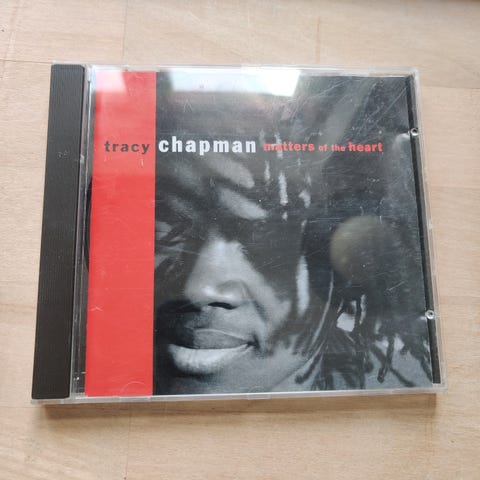 tracy chapman matters of the heart